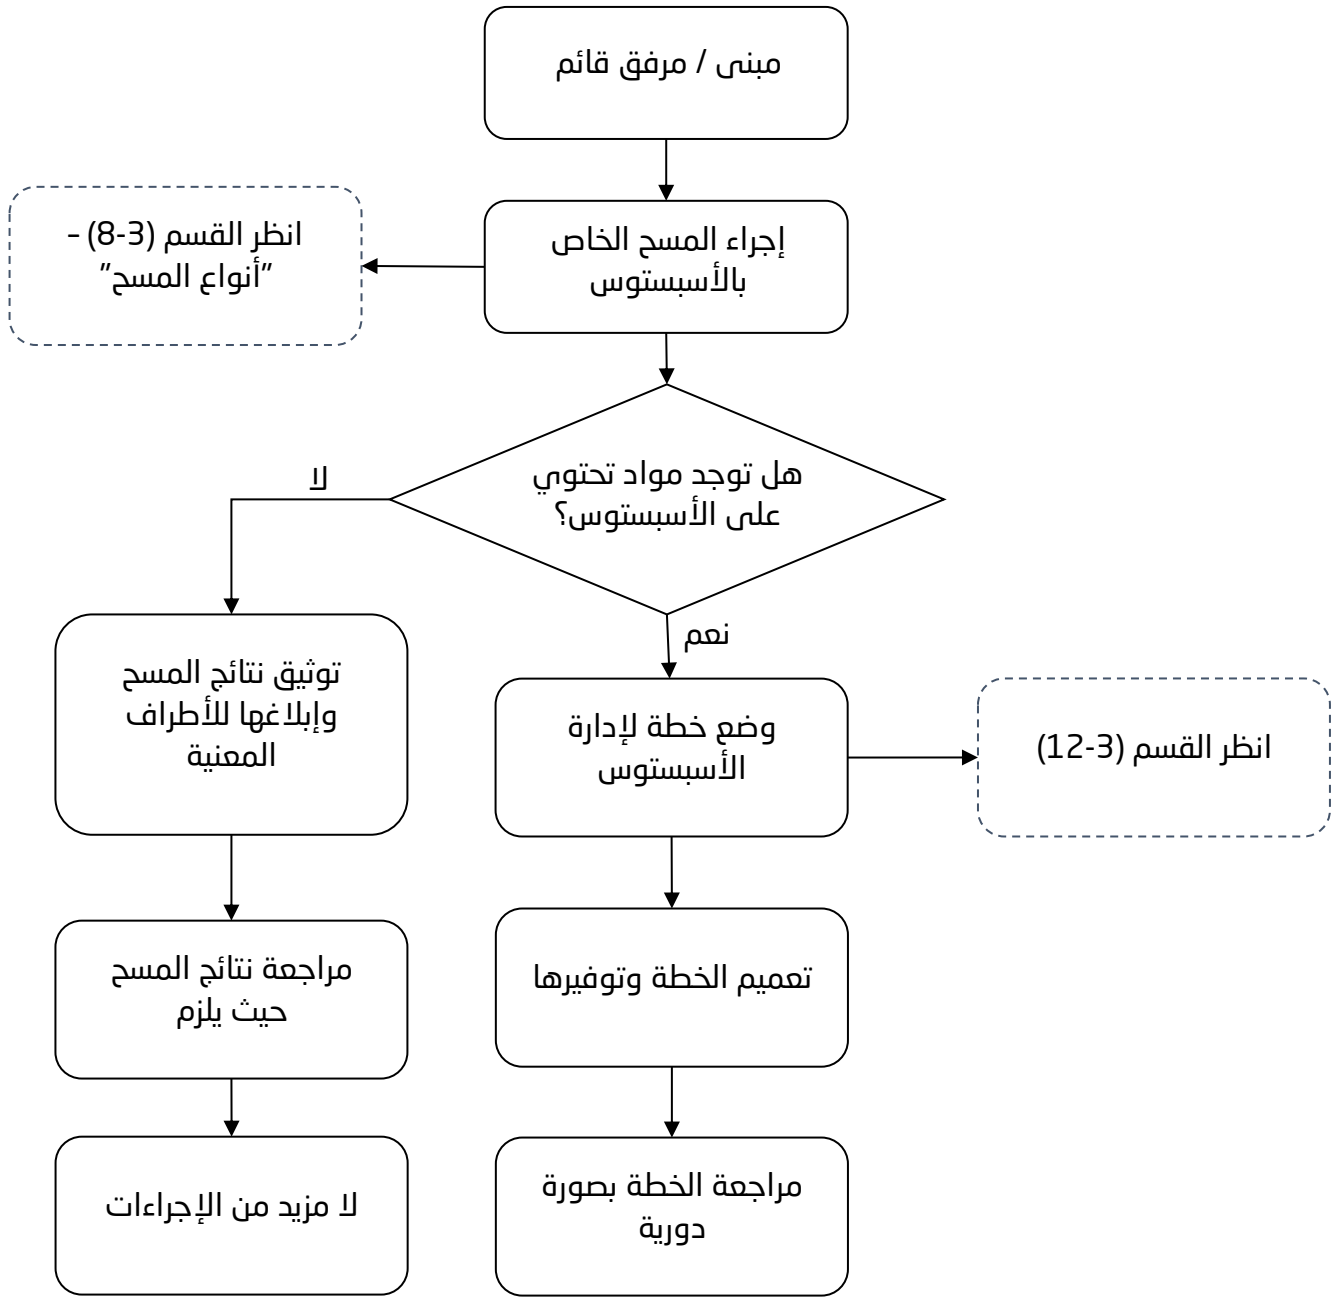 مبنى / مرفق قائم
إجراء المسح الخاص
بالأسبستوس
انظر القسم (3-8) –
"أنواع المسح"
هل توجد مواد تحتوي
على الأسبستوس؟
لا
نعم
توثيق نتائج المسح
وإبلاغها للأطراف
المعنية
وضع خطة لإدارة
الأسبستوس
انظر القسم (3-12)
مراجعة نتائج المسح
حيث يلزم
تعميم الخطة وتوفيرها
لا مزيد من الإجراءات
مراجعة الخطة بصورة
دورية